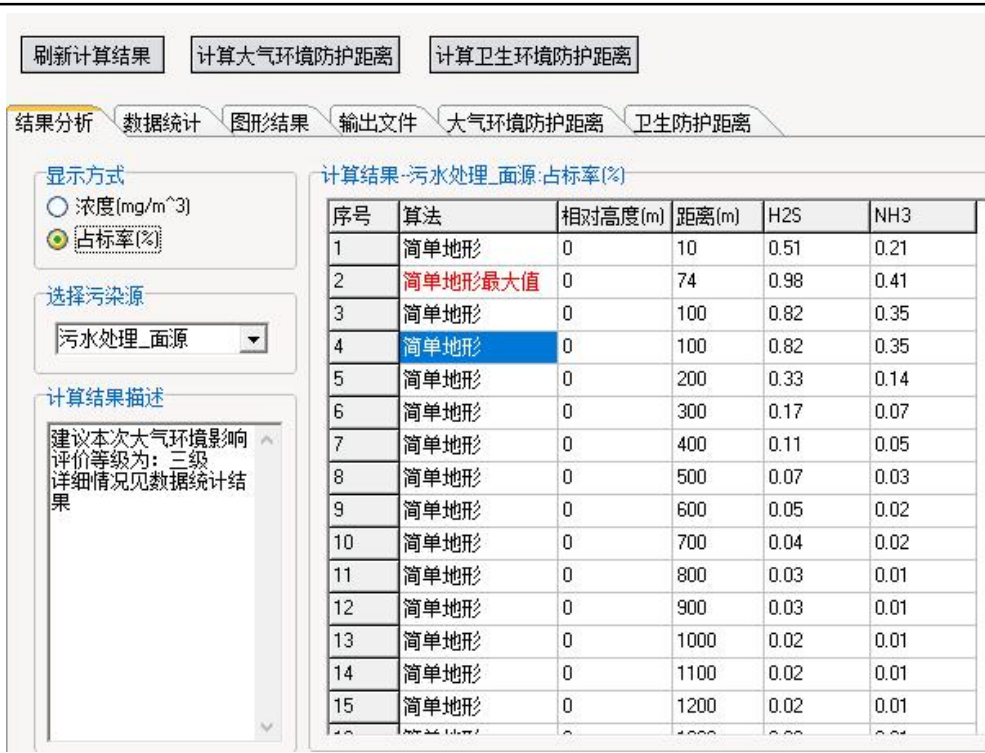 刷新计算结果 计算大气环境防护距离 计算卫生环境防护距离
结果分析 数据统计 图形结果 输出文件 大气环境防护距离 卫生防护距离
显示方式
浓度(mg/m^3)
占标率(%)
选择污染源
污水处理_面源
计算结果描述
建议本次大气环境影响
评价等级为：三级
详细情况见数据统计结
果
计算结果--污水处理_面源:占标率(%)
序号 算法 相对高度(m) 距离(m) H2S NH3
1 简单地形 0 10 0.51 0.21
2 简单地形最大值 0 74 0.98 0.41
3 简单地形 0 100 0.82 0.35
4 简单地形 0 100 0.82 0.35
5 简单地形 0 200 0.33 0.14
6 简单地形 0 300 0.17 0.07
7 简单地形 0 400 0.11 0.05
8 简单地形 0 500 0.07 0.03
9 简单地形 0 600 0.05 0.02
10 简单地形 0 700 0.04 0.02
11 简单地形 0 800 0.03 0.01
12 简单地形 0 900 0.03 0.01
13 简单地形 0 1000 0.02 0.01
14 简单地形 0 1100 0.02 0.01
15 简单地形 0 1200 0.02 0.01